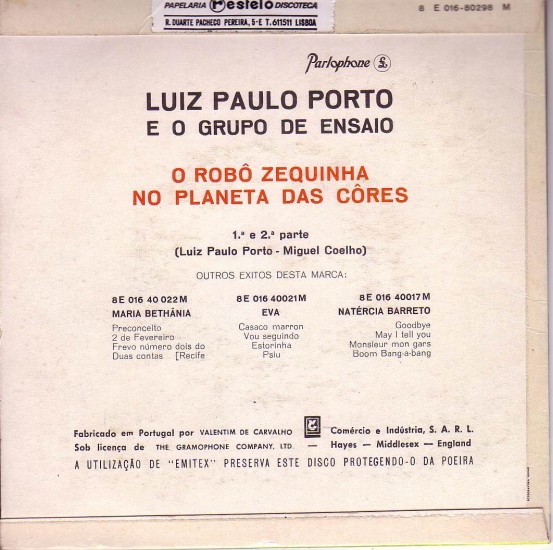 PAPELARIA restelo DISCOTECA
R. DUARTE PACHECO PEREIRA, 5-E T. 611511 LISBOA
8 E 016-80298 M
Parlophone
LUIZ PAULO PORTO
E O GRUPO DE ENSAIO
O ROBÔ ZEQUINHA
NO PLANETA DAS CÔRES
1.ª e 2.ª parte
(Luiz Paulo Porto - Miguel Coelho)
OUTROS EXITOS DESTA MARCA:
8 E 016 40 022 M
MARIA BETHÂNIA
Preconceito
2 de Fevereiro
Frevo número dois do
Duas contas [Recife
8 E 016 40021 M
EVA
Casaco marron
Vou seguindo
Estorinha
Psiu
8 E 016 40017 M
NATÉRCIA BARRETO
Goodbye
May I tell you
Monsieur mon gars
Boom Bang-a-bang
Fabricado em Portugal por VALENTIM DE CARVALHO Comércio e Indústria, S. A. R. L.
Sob licença de THE GRAMOPHONE COMPANY, LTD. — Hayes — Middlesex — England
A UTILIZAÇÃO DE "EMITEX" PRESERVA ESTE DISCO PROTEGENDO-O DA POEIRA